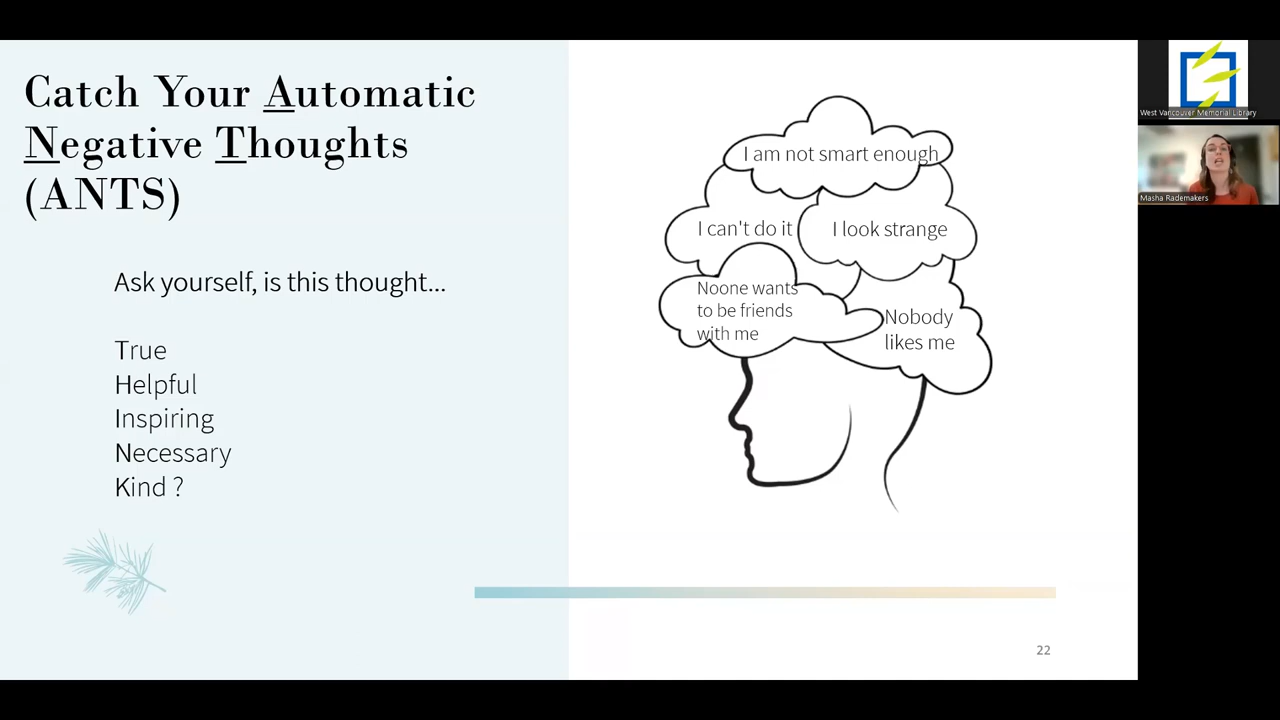 Catch Your Automatic
Negative Thoughts
(ANTS)
Ask yourself, is this thought...
True
Helpful
Inspiring
Necessary
Kind ?
I am not smart enough
I can't do it
I look strange
Noone wants
to be friends
with me
Nobody
likes me
22
West Vancouver Memorial Library
Masha Rademakers